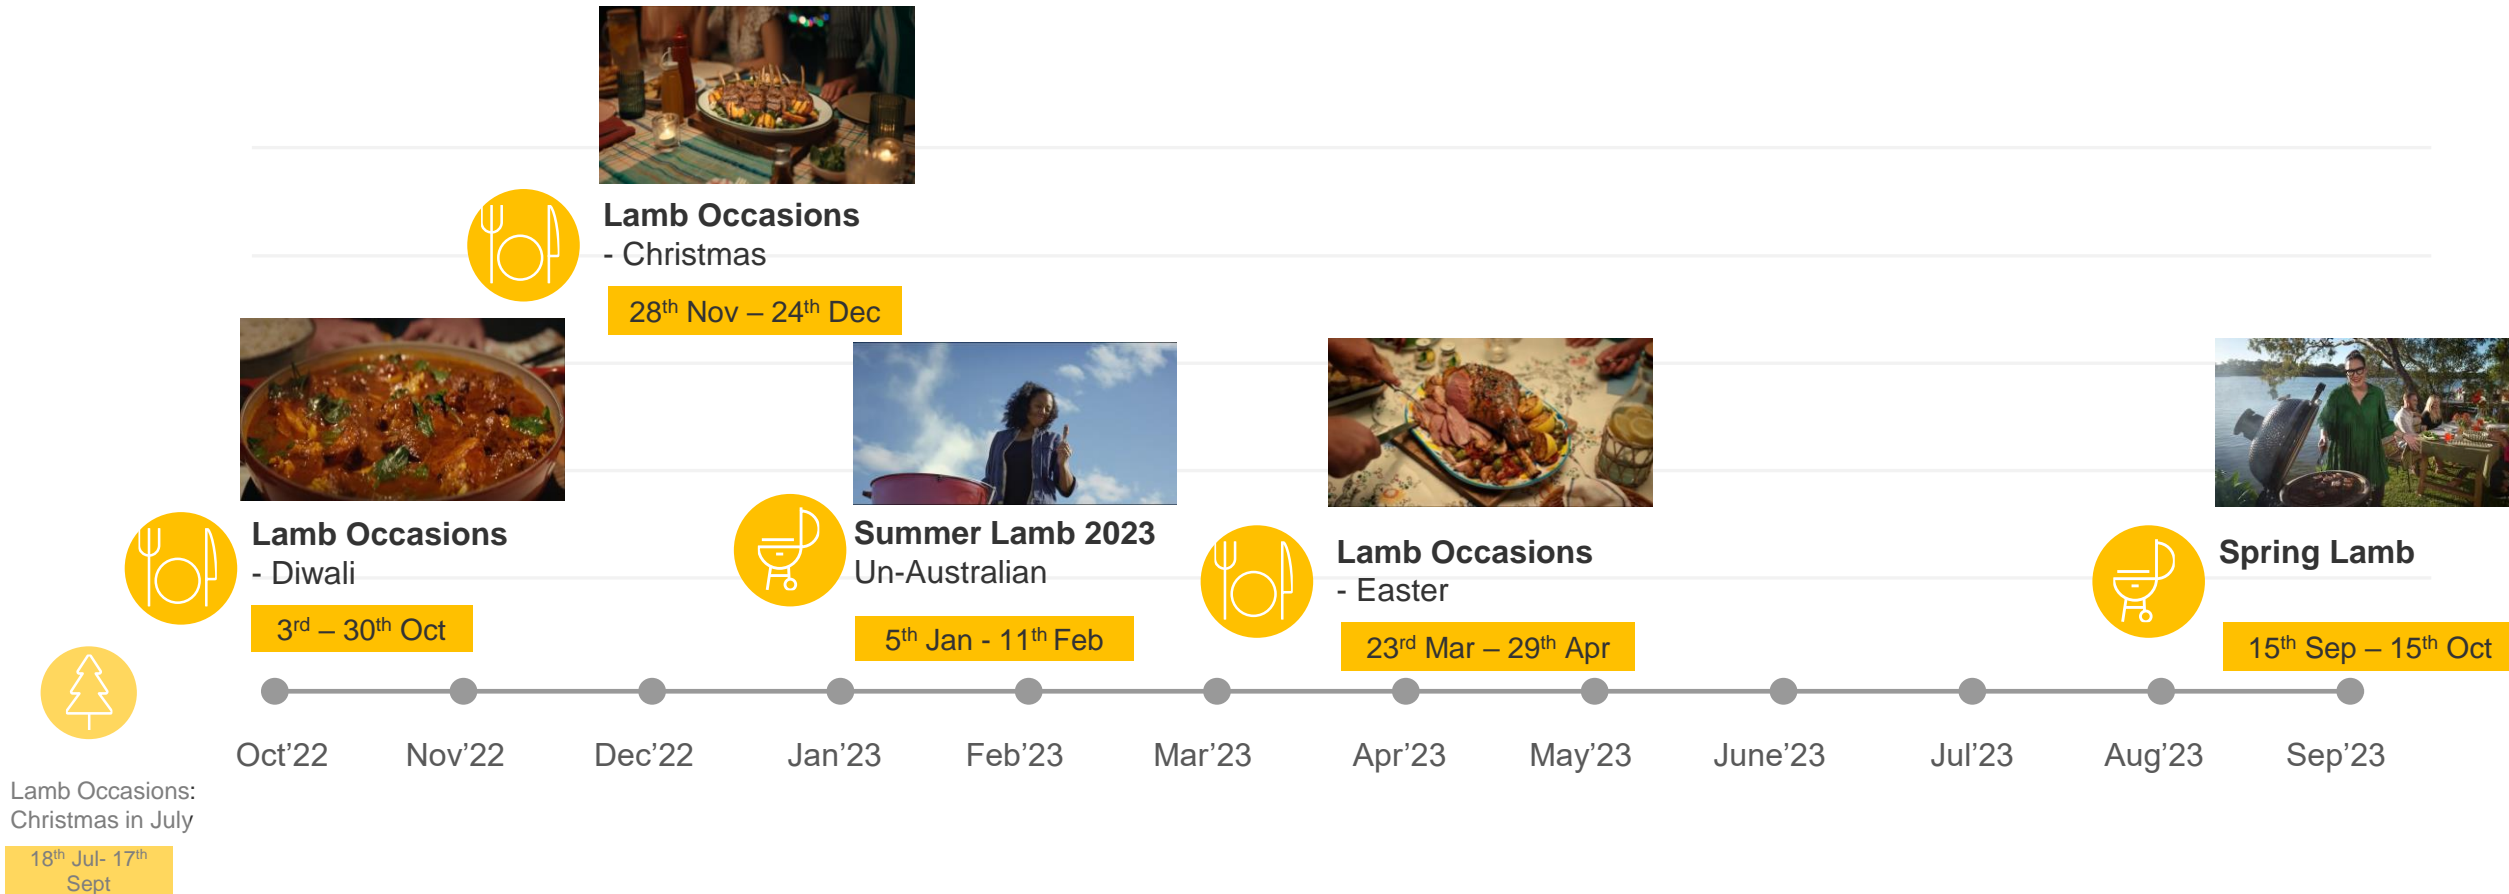 Lamb Occasions
- Christmas
28th Nov – 24th Dec
Lamb Occasions
- Diwali
3rd – 30th Oct
Summer Lamb 2023
Un-Australian
5th Jan - 11th Feb
Lamb Occasions
- Easter
23rd Mar – 29th Apr
Spring Lamb
15th Sep – 15th Oct
Oct’22
Nov’22
Dec’22
Jan’23
Feb’23
Mar’23
Apr’23
May’23
June’23
Jul’23
Aug’23
Sep’23
Lamb Occasions:
Christmas in July
18th Jul- 17th
Sept